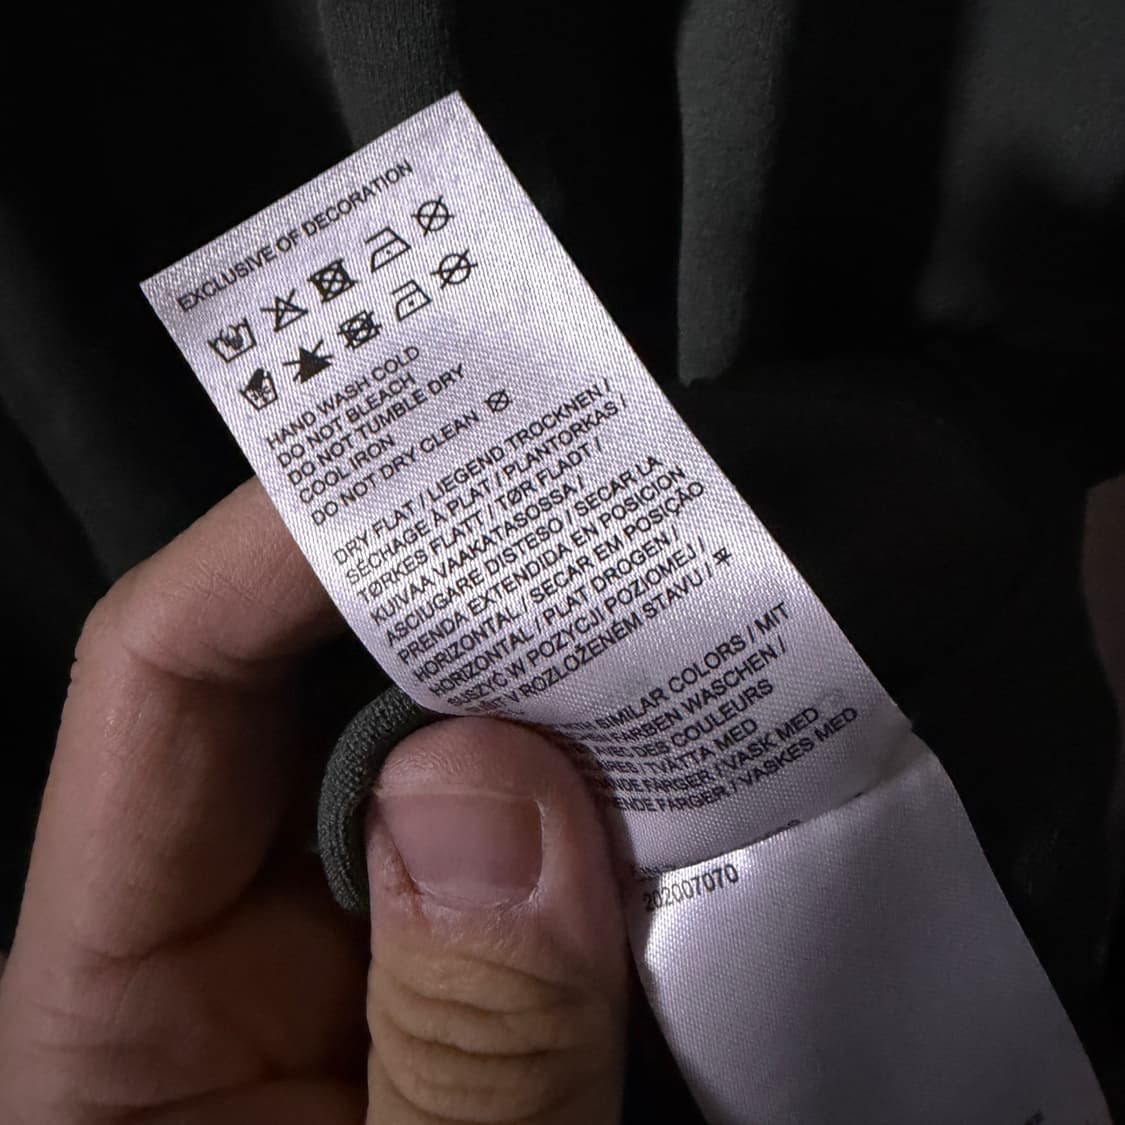 EXCLUSIVE OF DECORATION
HAND WASH COLD
DO NOT BLEACH
DO NOT TUMBLE DRY
COOL IRON
DO NOT DRY CLEAN
DRY FLAT / LIEGEND TROCKNEN /
SÉCHAGE À PLAT / PLANTORKAS /
TØRKES FLATT / TØR FLADT /
KUIVAA VAAKATASOSSA /
ASCIUGARE DISTESO / SECAR LA
PRENDA EXTENDIDA EN POSICIÓN
HORIZONTAL / SECAR EM POSIÇÃO
HORIZONTAL / PLAT DROGEN /
SUSZYĆ W POZYCJI POZIOMEJ /
V ROZLOŽENÉM STAVU /
SIMILAR COLORS / MIT
FARBEN WASCHEN /
DES COULEURS
/ TVÄTTA MED
FÄRGER / VASK MED
FARGER / VASKES MED
202007070